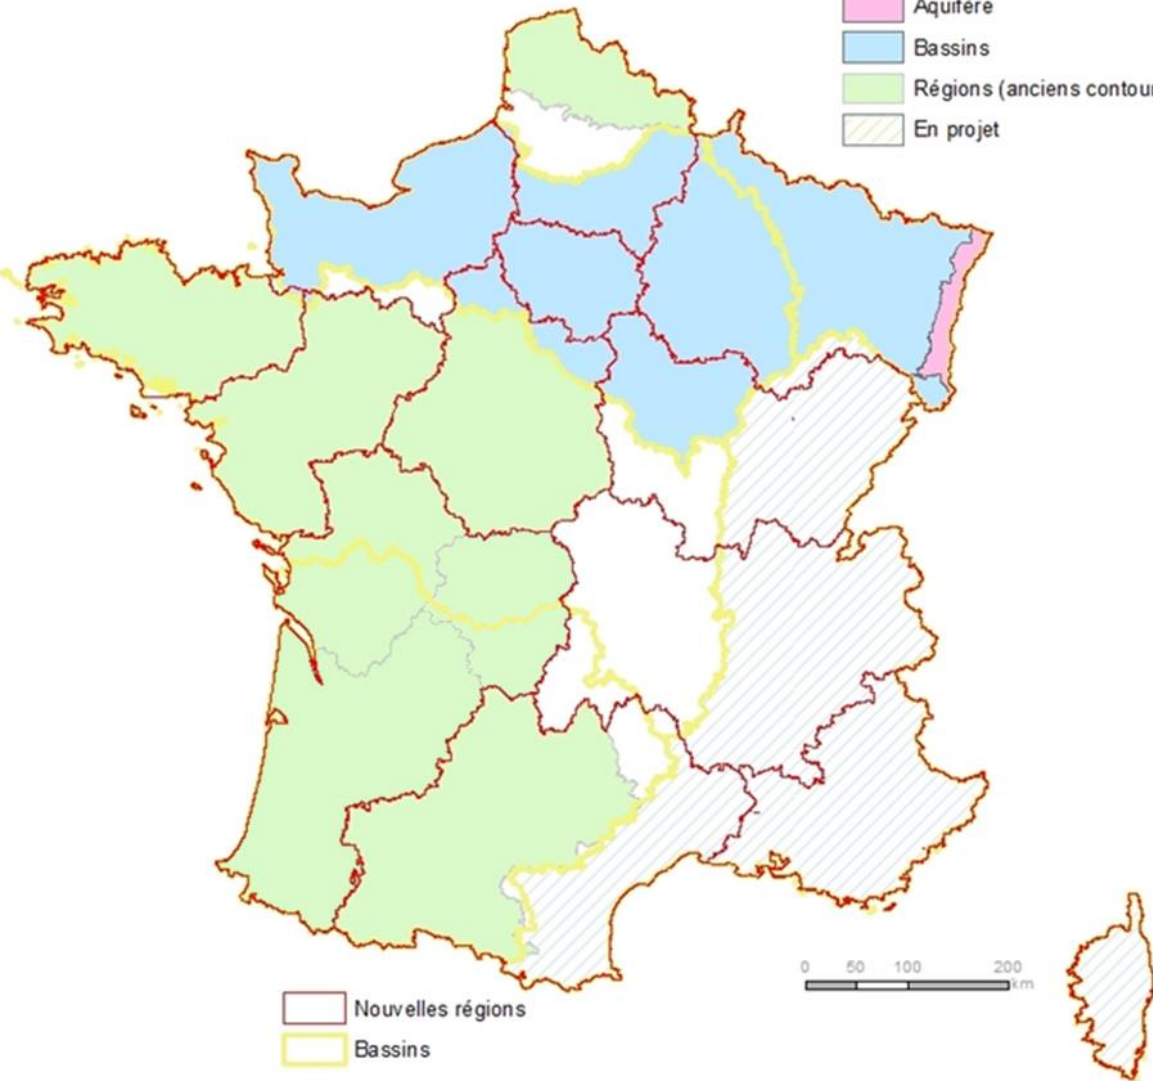 Aquifère
Bassins
Régions (anciens contour
En projet
0 50 100 200
km
Nouvelles régions
Bassins